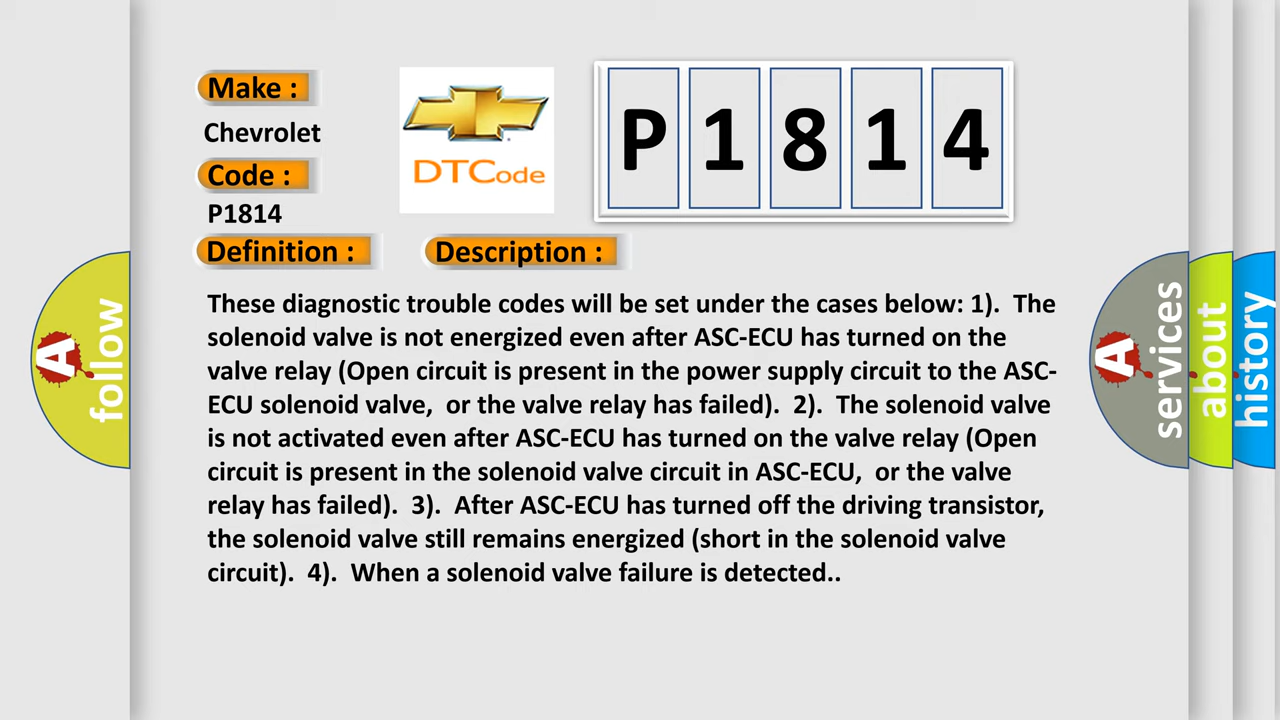 Make :
Chevrolet
Code :
P1814
DTCode
P 1 8 1 4
Definition :
Description :
These diagnostic trouble codes will be set under the cases below: 1). The
solenoid valve is not energized even after ASC-ECU has turned on the
valve relay (Open circuit is present in the power supply circuit to the ASC-
ECU solenoid valve, or the valve relay has failed). 2). The solenoid valve
is not activated even after ASC-ECU has turned on the valve relay (Open
circuit is present in the solenoid valve circuit in ASC-ECU, or the valve
relay has failed). 3). After ASC-ECU has turned off the driving transistor,
the solenoid valve still remains energized (short in the solenoid valve
circuit). 4). When a solenoid valve failure is detected..
A
follow
A
services
about
history